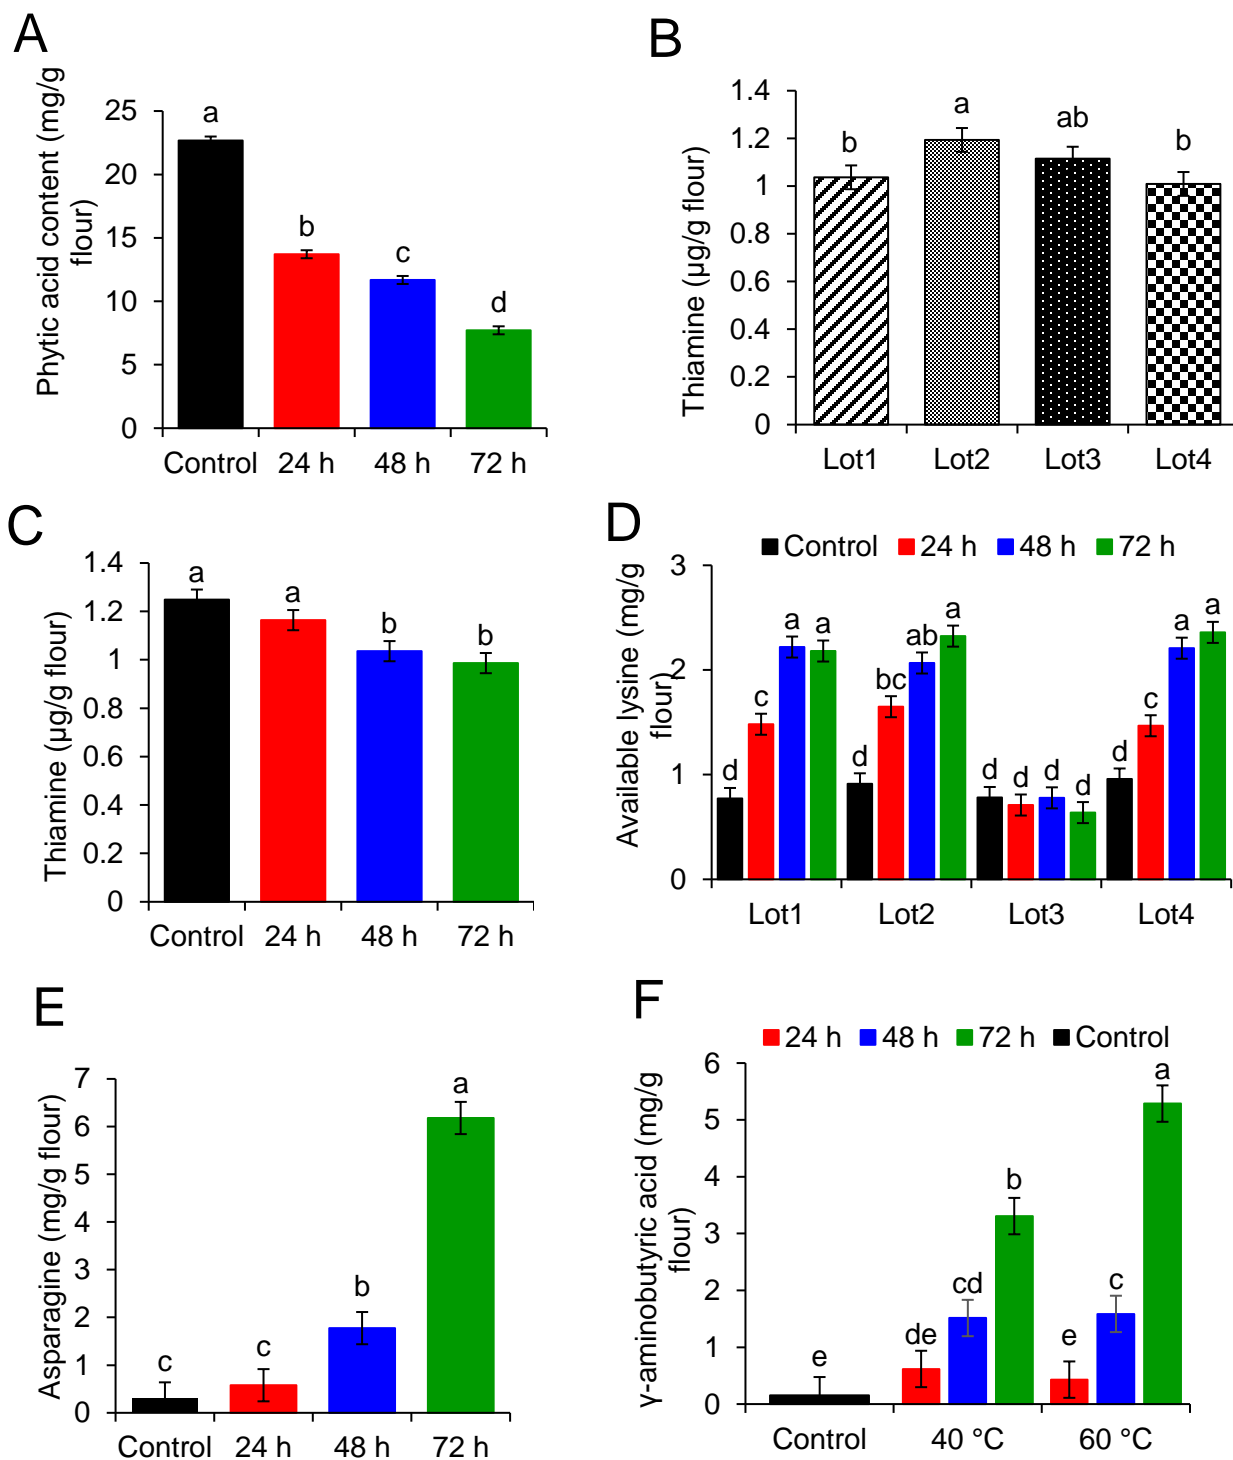 A
Phytic acid content (mg/g
flour)
25
20
15
10
5
0
a
b
c
d
Control 24 h 48 h 72 h
B
Thiamine (µg/g flour)
1.4
1.2
1
0.8
0.6
0.4
0.2
0
b
a
ab
b
Lot1 Lot2 Lot3 Lot4
C
Thiamine (µg/g flour)
1.4
1.2
1
0.8
0.6
0.4
0.2
0
a
a
b
b
Control 24 h 48 h 72 h
D
Control 24 h 48 h 72 h
Available lysine (mg/g
flour)
3
2
1
0
d c a a
d bc ab a
d d d d
d c a a
Lot1 Lot2 Lot3 Lot4
E
Asparagine (mg/g flour)
7
6
5
4
3
2
1
0
c
c
b
a
Control 24 h 48 h 72 h
F
24 h 48 h 72 h Control
γ-aminobutyric acid (mg/g
flour)
6
5
4
3
2
1
0
e
de cd b
e c a
Control 40 °C 60 °C